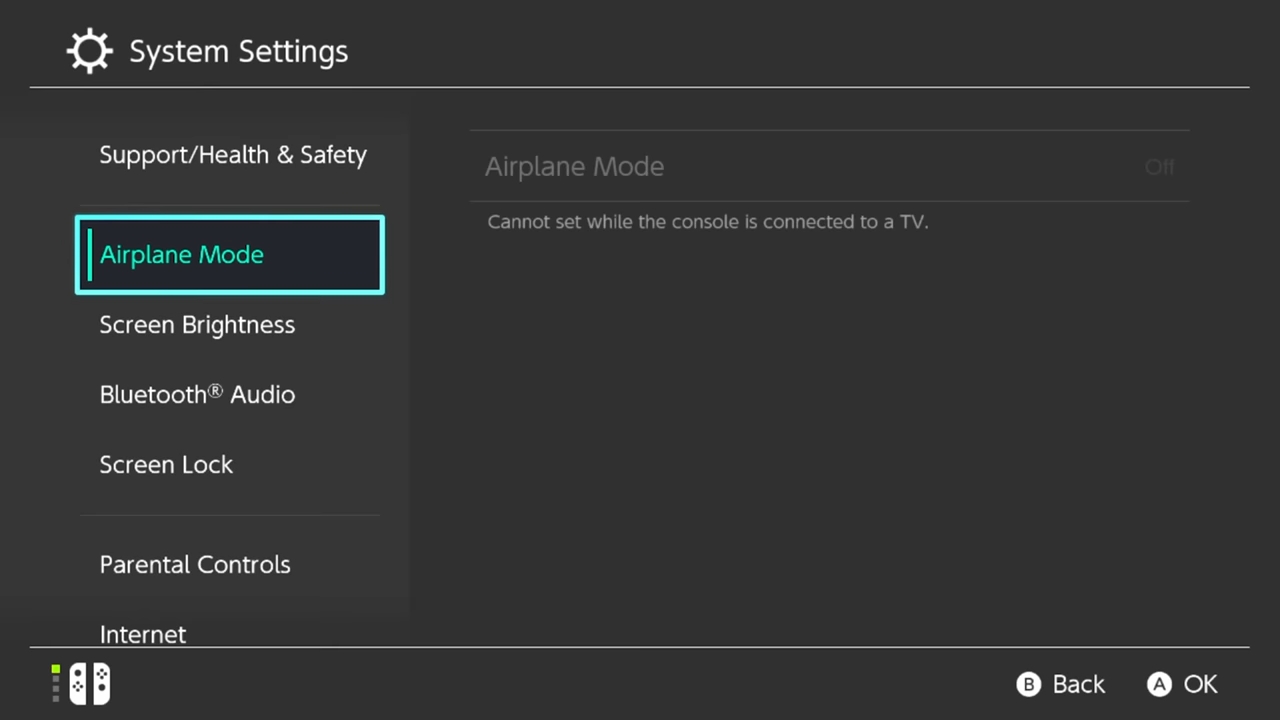 System Settings
Support/Health & Safety
Airplane Mode
Screen Brightness
Bluetooth® Audio
Screen Lock
Parental Controls
Internet
Airplane Mode Off
Cannot set while the console is connected to a TV.
B Back A OK